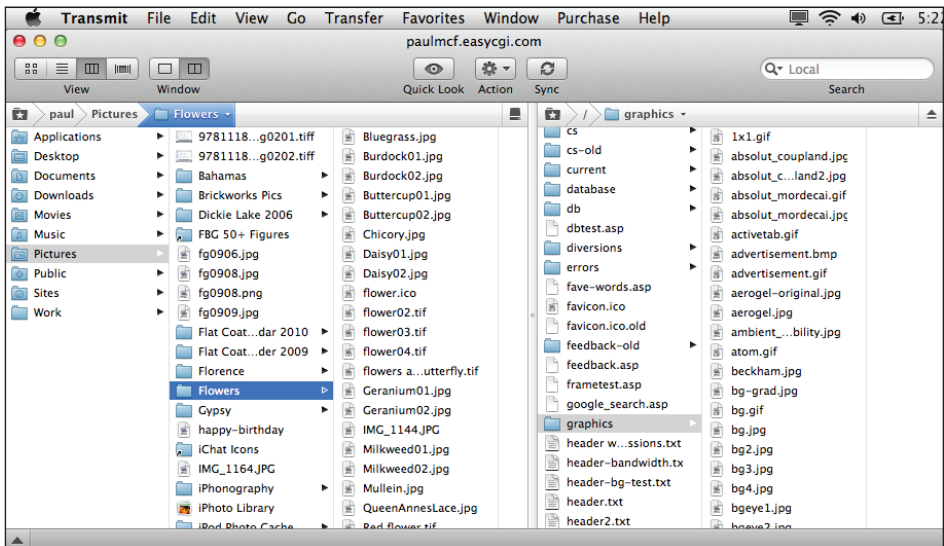 Transmit File Edit View Go Transfer Favorites Window Purchase Help
paulmcf.easycgi.com
View
Window
Quick Look
Action
Sync
Local
Search
paul
Pictures
Flowers
/
graphics
Applications
Desktop
Documents
Downloads
Movies
Music
Pictures
Public
Sites
Work
9781118...g0201.tiff
9781118...g0202.tiff
Bahamas
Brickworks Pics
Dickie Lake 2006
FBG 50+ Figures
fg0906.jpg
fg0908.jpg
fg0908.png
fg0909.jpg
Flat Coat...dar 2010
Flat Coat...der 2009
Florence
Flowers
Gypsy
happy-birthday
iChat Icons
IMG_1164.JPG
iPhonography
iPhoto Library
iPod Photo Cache
Bluegrass.jpg
Burdock01.jpg
Burdock02.jpg
Buttercup01.jpg
Buttercup02.jpg
Chicory.jpg
Daisy01.jpg
Daisy02.jpg
flower.ico
flower02.tif
flower03.tif
flower04.tif
flowers a...utterfly.tif
Geranium01.jpg
Geranium02.jpg
IMG_1144.JPG
Milkweed01.jpg
Milkweed02.jpg
Mullein.jpg
QueenAnnesLace.jpg
Red flower.tif
cs
cs-old
current
database
db
dbtest.asp
diversions
errors
fave-words.asp
favicon.ico
favicon.ico.old
feedback-old
feedback.asp
frametest.asp
google_search.asp
graphics
header w...ssions.txt
header-bandwidth.tx
header-bg-test.txt
header.txt
header2.txt
1x1.gif
absolut_coupland.jpg
absolut_c...land2.jpg
absolut_mordecai.gif
absolut_mordecai.jpg
activetab.gif
advertisement.bmp
advertisement.gif
aerogel-original.jpg
aerogel.jpg
ambient_...bility.jpg
atom.gif
beckham.jpg
bg-grad.jpg
bg.gif
bg.jpg
bg2.jpg
bg3.jpg
bg4.jpg
bgeye1.jpg
bgeye2.jpg